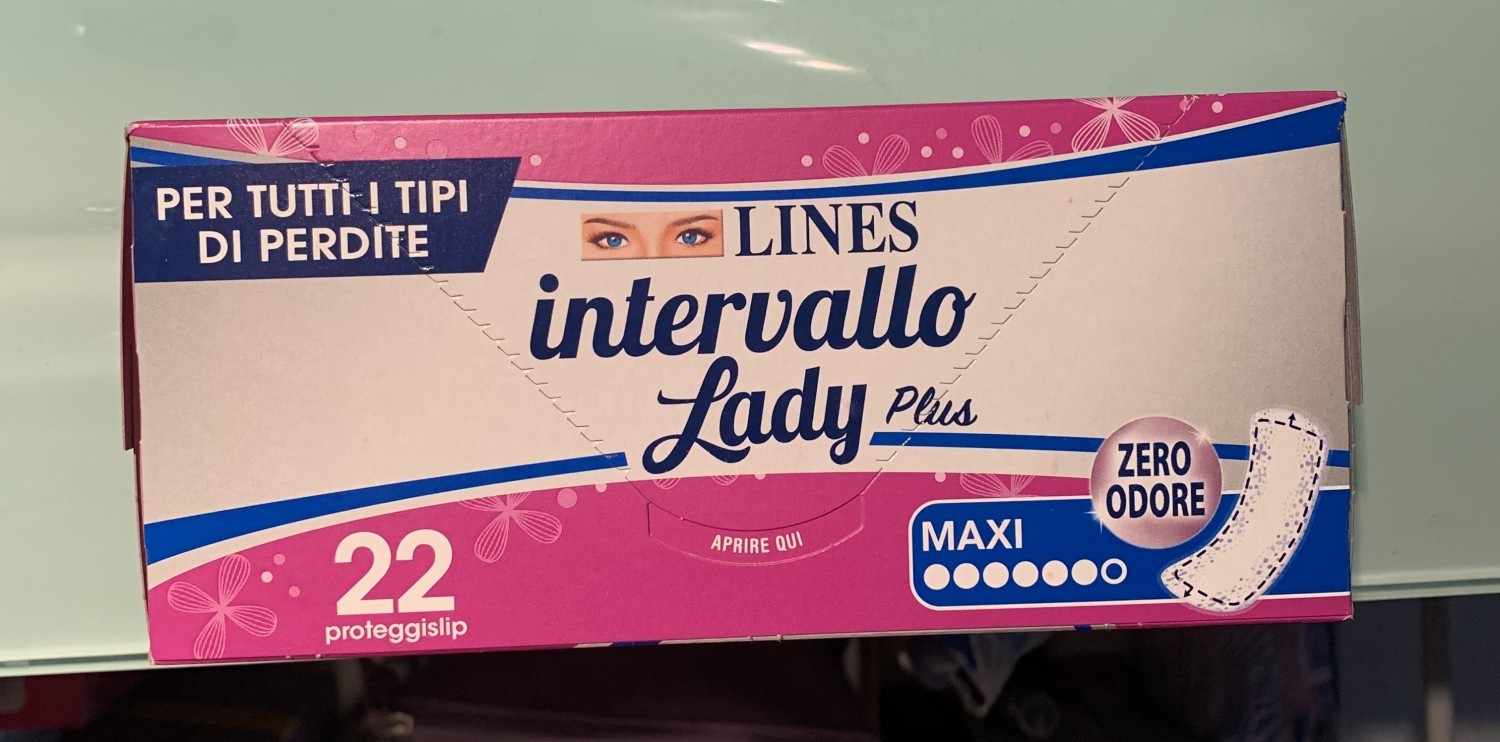 PER TUTTI I TIPI
DI PERDITE
LINES
intervallo
Lady Plus
ZERO
ODORE
MAXI
APRIRE QUI
22
proteggislip